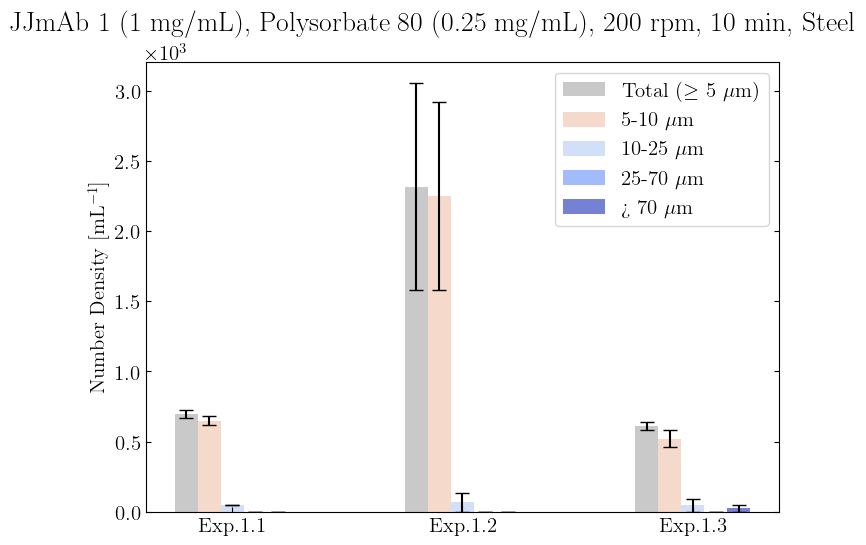 JJmAb 1 (1 mg/mL), Polysorbate 80 (0.25 mg/mL), 200 rpm, 10 min, Steel
×10³
3.0
2.5
2.0
1.5
1.0
0.5
0.0
Number Density [mL⁻¹]
Total (≥ 5 μm)
5-10 μm
10-25 μm
25-70 μm
¿ 70 μm
Exp.1.1
Exp.1.2
Exp.1.3